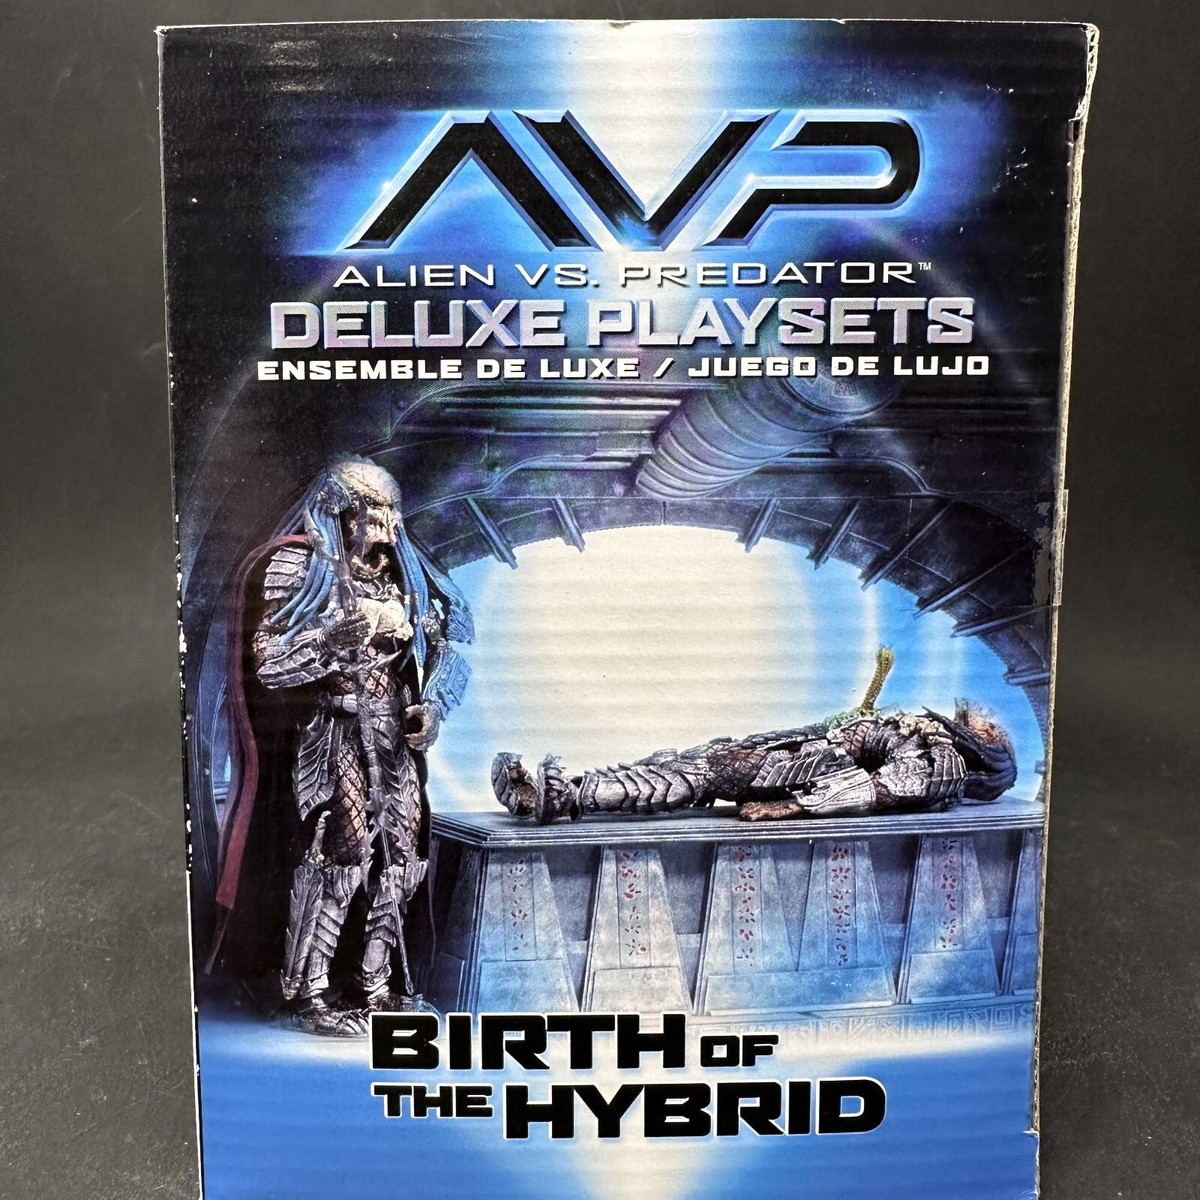 AVP
ALIEN VS. PREDATOR™
DELUXE PLAYSETS
ENSEMBLE DE LUXE / JUEGO DE LUJO
BIRTH OF
THE HYBRID